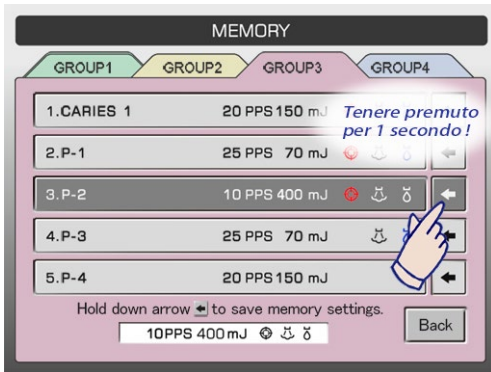 MEMORY
GROUP1 GROUP2 GROUP3 GROUP4
1.CARIES 1 20 PPS 150 mJ
Tenere premuto
per 1 secondo !
2.P-1 25 PPS 70 mJ
3.P-2 10 PPS 400 mJ
4.P-3 25 PPS 70 mJ
5.P-4 20 PPS 150 mJ
Hold down arrow to save memory settings.
10PPS 400mJ
Back